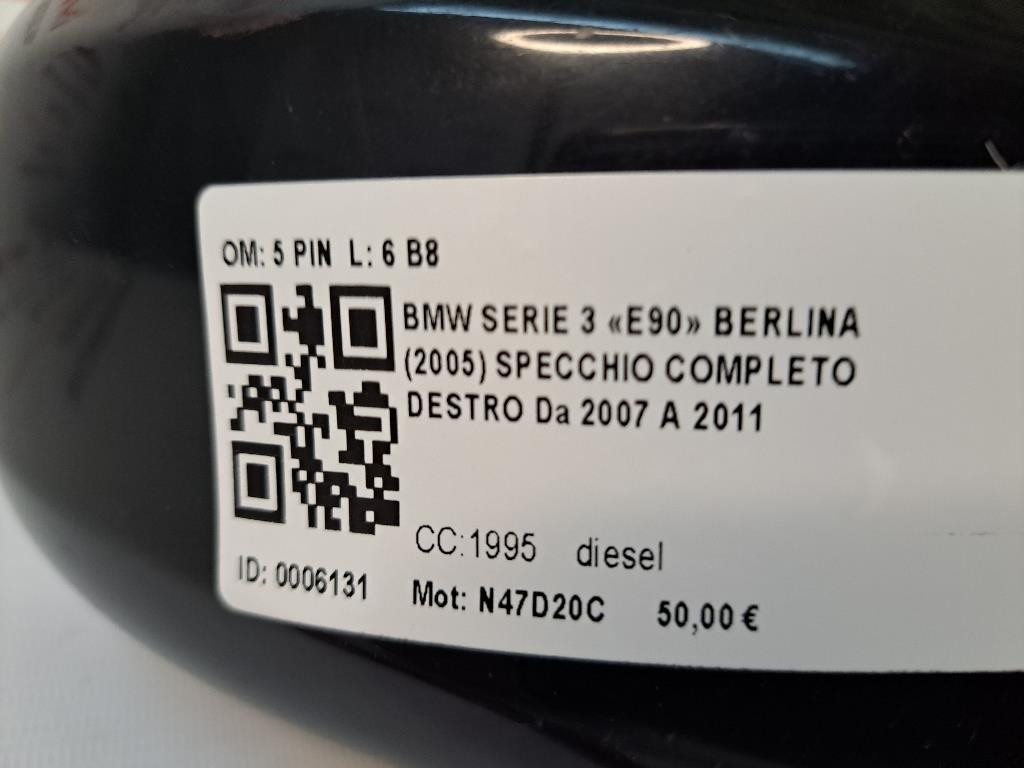 OM: 5 PIN L: 6 B8
BMW SERIE 3 «E90» BERLINA
(2005) SPECCHIO COMPLETO
DESTRO Da 2007 A 2011
CC:1995 diesel
ID: 0006131 Mot: N47D20C 50,00 €